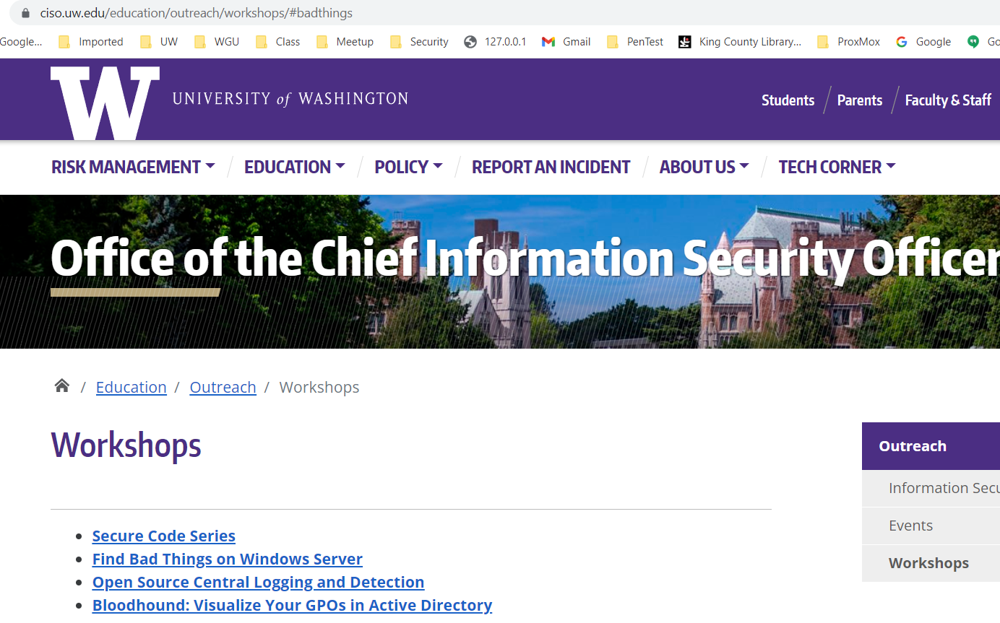 ciso.uw.edu/education/outreach/workshops/#badthings
Google... Imported UW WGU Class Meetup Security 127.0.0.1 Gmail PenTest King County Library... ProxMox Google Go
W UNIVERSITY of WASHINGTON
Students / Parents / Faculty & Staff
RISK MANAGEMENT / EDUCATION / POLICY / REPORT AN INCIDENT / ABOUT US / TECH CORNER
Office of the Chief Information Security Officer
/ Education / Outreach / Workshops
Workshops
• Secure Code Series
• Find Bad Things on Windows Server
• Open Source Central Logging and Detection
• Bloodhound: Visualize Your GPOs in Active Directory
Outreach
Information Secu
Events
Workshops